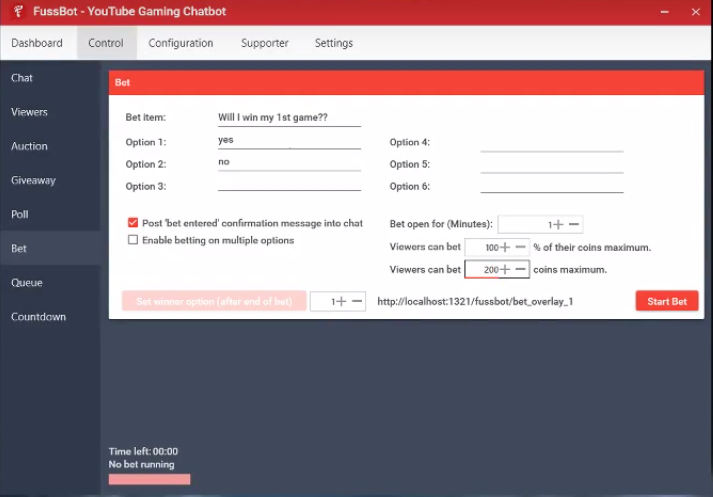 FussBot - YouTube Gaming Chatbot
Dashboard Control Configuration Supporter Settings
Chat
Viewers
Auction
Giveaway
Poll
Bet
Queue
Countdown
Bet
Bet item: Will I win my 1st game??
Option 1: yes
Option 2: no
Option 3:
Option 4:
Option 5:
Option 6:
Post 'bet entered' confirmation message into chat
Enable betting on multiple options
Bet open for (Minutes): 1
Viewers can bet 100 % of their coins maximum.
Viewers can bet 200 coins maximum.
Set winner option (after end of bet) 1 http://localhost:1321/fussbot/bet_overlay_1 Start Bet
Time left: 00:00
No bet running